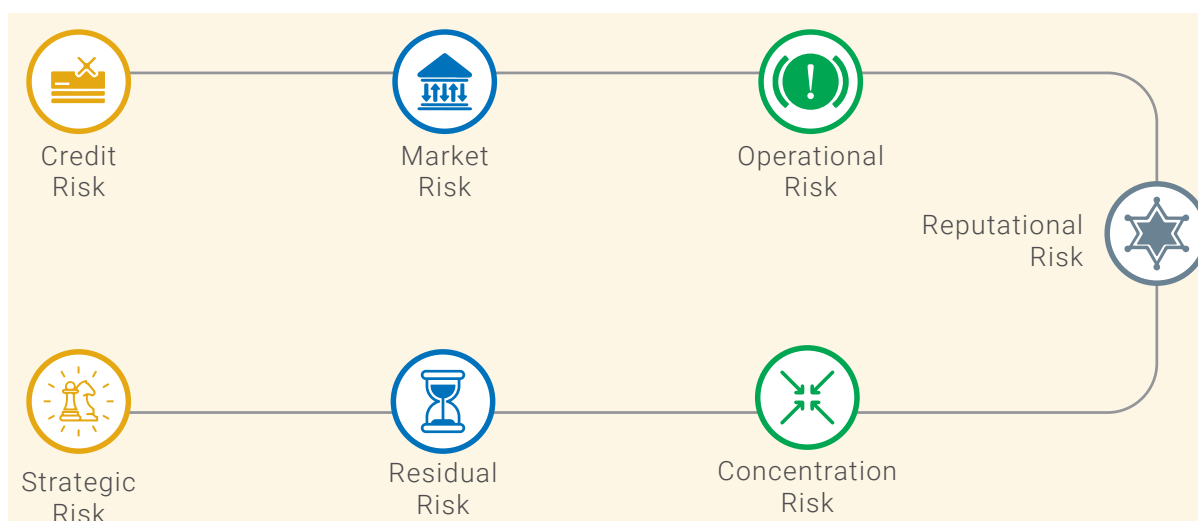 Credit
Risk
Market
Risk
Operational
Risk
Reputational
Risk
Strategic
Risk
Residual
Risk
Concentration
Risk